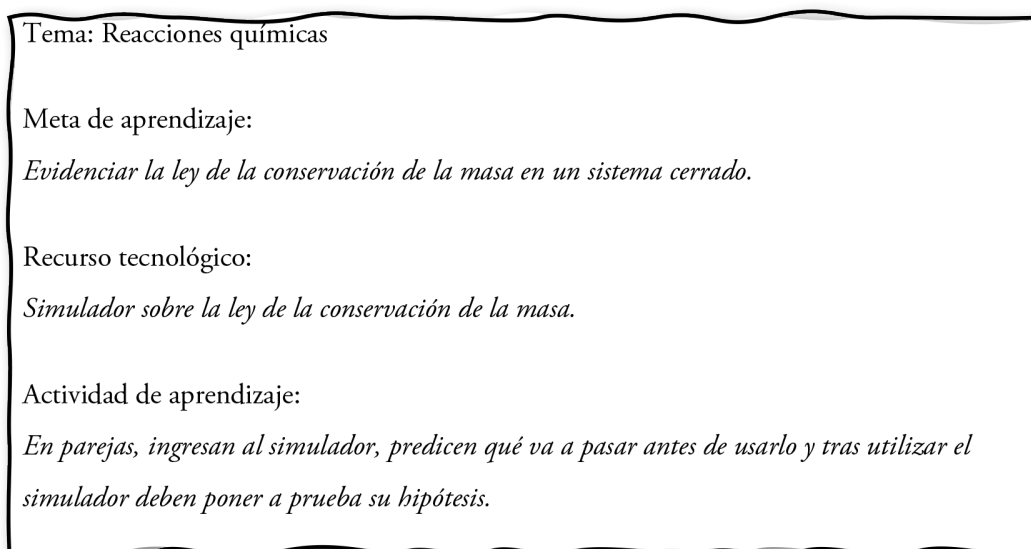 Tema: Reacciones químicas
Meta de aprendizaje:
Evidenciar la ley de la conservación de la masa en un sistema cerrado.
Recurso tecnológico:
Simulador sobre la ley de la conservación de la masa.
Actividad de aprendizaje:
En parejas, ingresan al simulador, predicen qué va a pasar antes de usarlo y tras utilizar el
simulador deben poner a prueba su hipótesis.